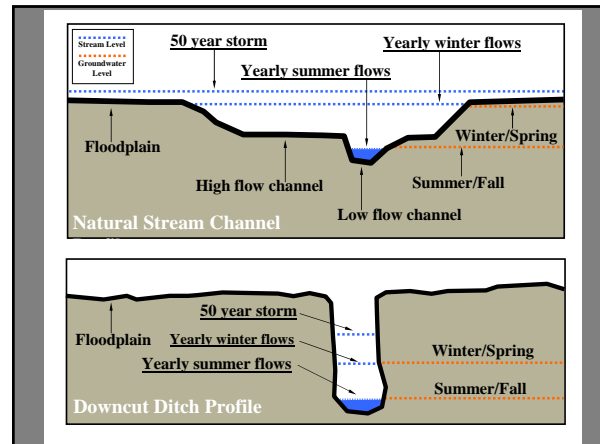 Stream Level
Groundwater
Level
50 year storm
Yearly winter flows
Yearly summer flows
Floodplain
Winter/Spring
High flow channel
Summer/Fall
Low flow channel
Natural Stream Channel
50 year storm
Floodplain
Yearly winter flows
Winter/Spring
Yearly summer flows
Summer/Fall
Downcut Ditch Profile